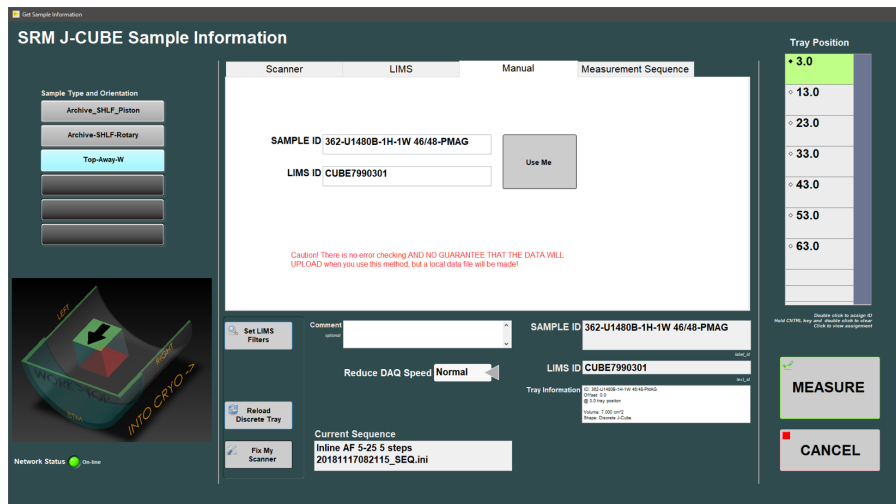 Get Sample Information
SRM J-CUBE Sample Information
Sample Type and Orientation
Archive_SHLF_Piston
Archive-SHLF-Rotary
Top-Away-W
LEFT
RIGHT
WORKSHOP
INTO CRYO ->
Network Status
On-line
Scanner
LIMS
Manual
Measurement Sequence
SAMPLE ID 362-U1480B-1H-1W 46/48-PMAG
LIMS ID CUBE7990301
Use Me
Caution! There is no error checking AND NO GUARANTEE THAT THE DATA WILL
UPLOAD when you use this method, but a local data file will be made!
Set LIMS
Filters
Reload
Discrete Tray
Fix My
Scanner
Comment
optional
Reduce DAQ Speed Normal
Current Sequence
Inline AF 5-25 5 steps
20181117082115_SEQ.ini
SAMPLE ID 362-U1480B-1H-1W 46/48-PMAG
label_id
LIMS ID CUBE7990301
text_id
Tray Information
ID: 362-U1480B-1H-1W 46/48-PMAG
Offset: 0.0
@ 3.0 tray position
Volume: 7.000 cm^2
Shape: Discrete J-Cube
Tray Position
3.0
13.0
23.0
33.0
43.0
53.0
63.0
Double click to assign ID
Hold CNTRL key and double click to clear
Click to view assignment
MEASURE
CANCEL